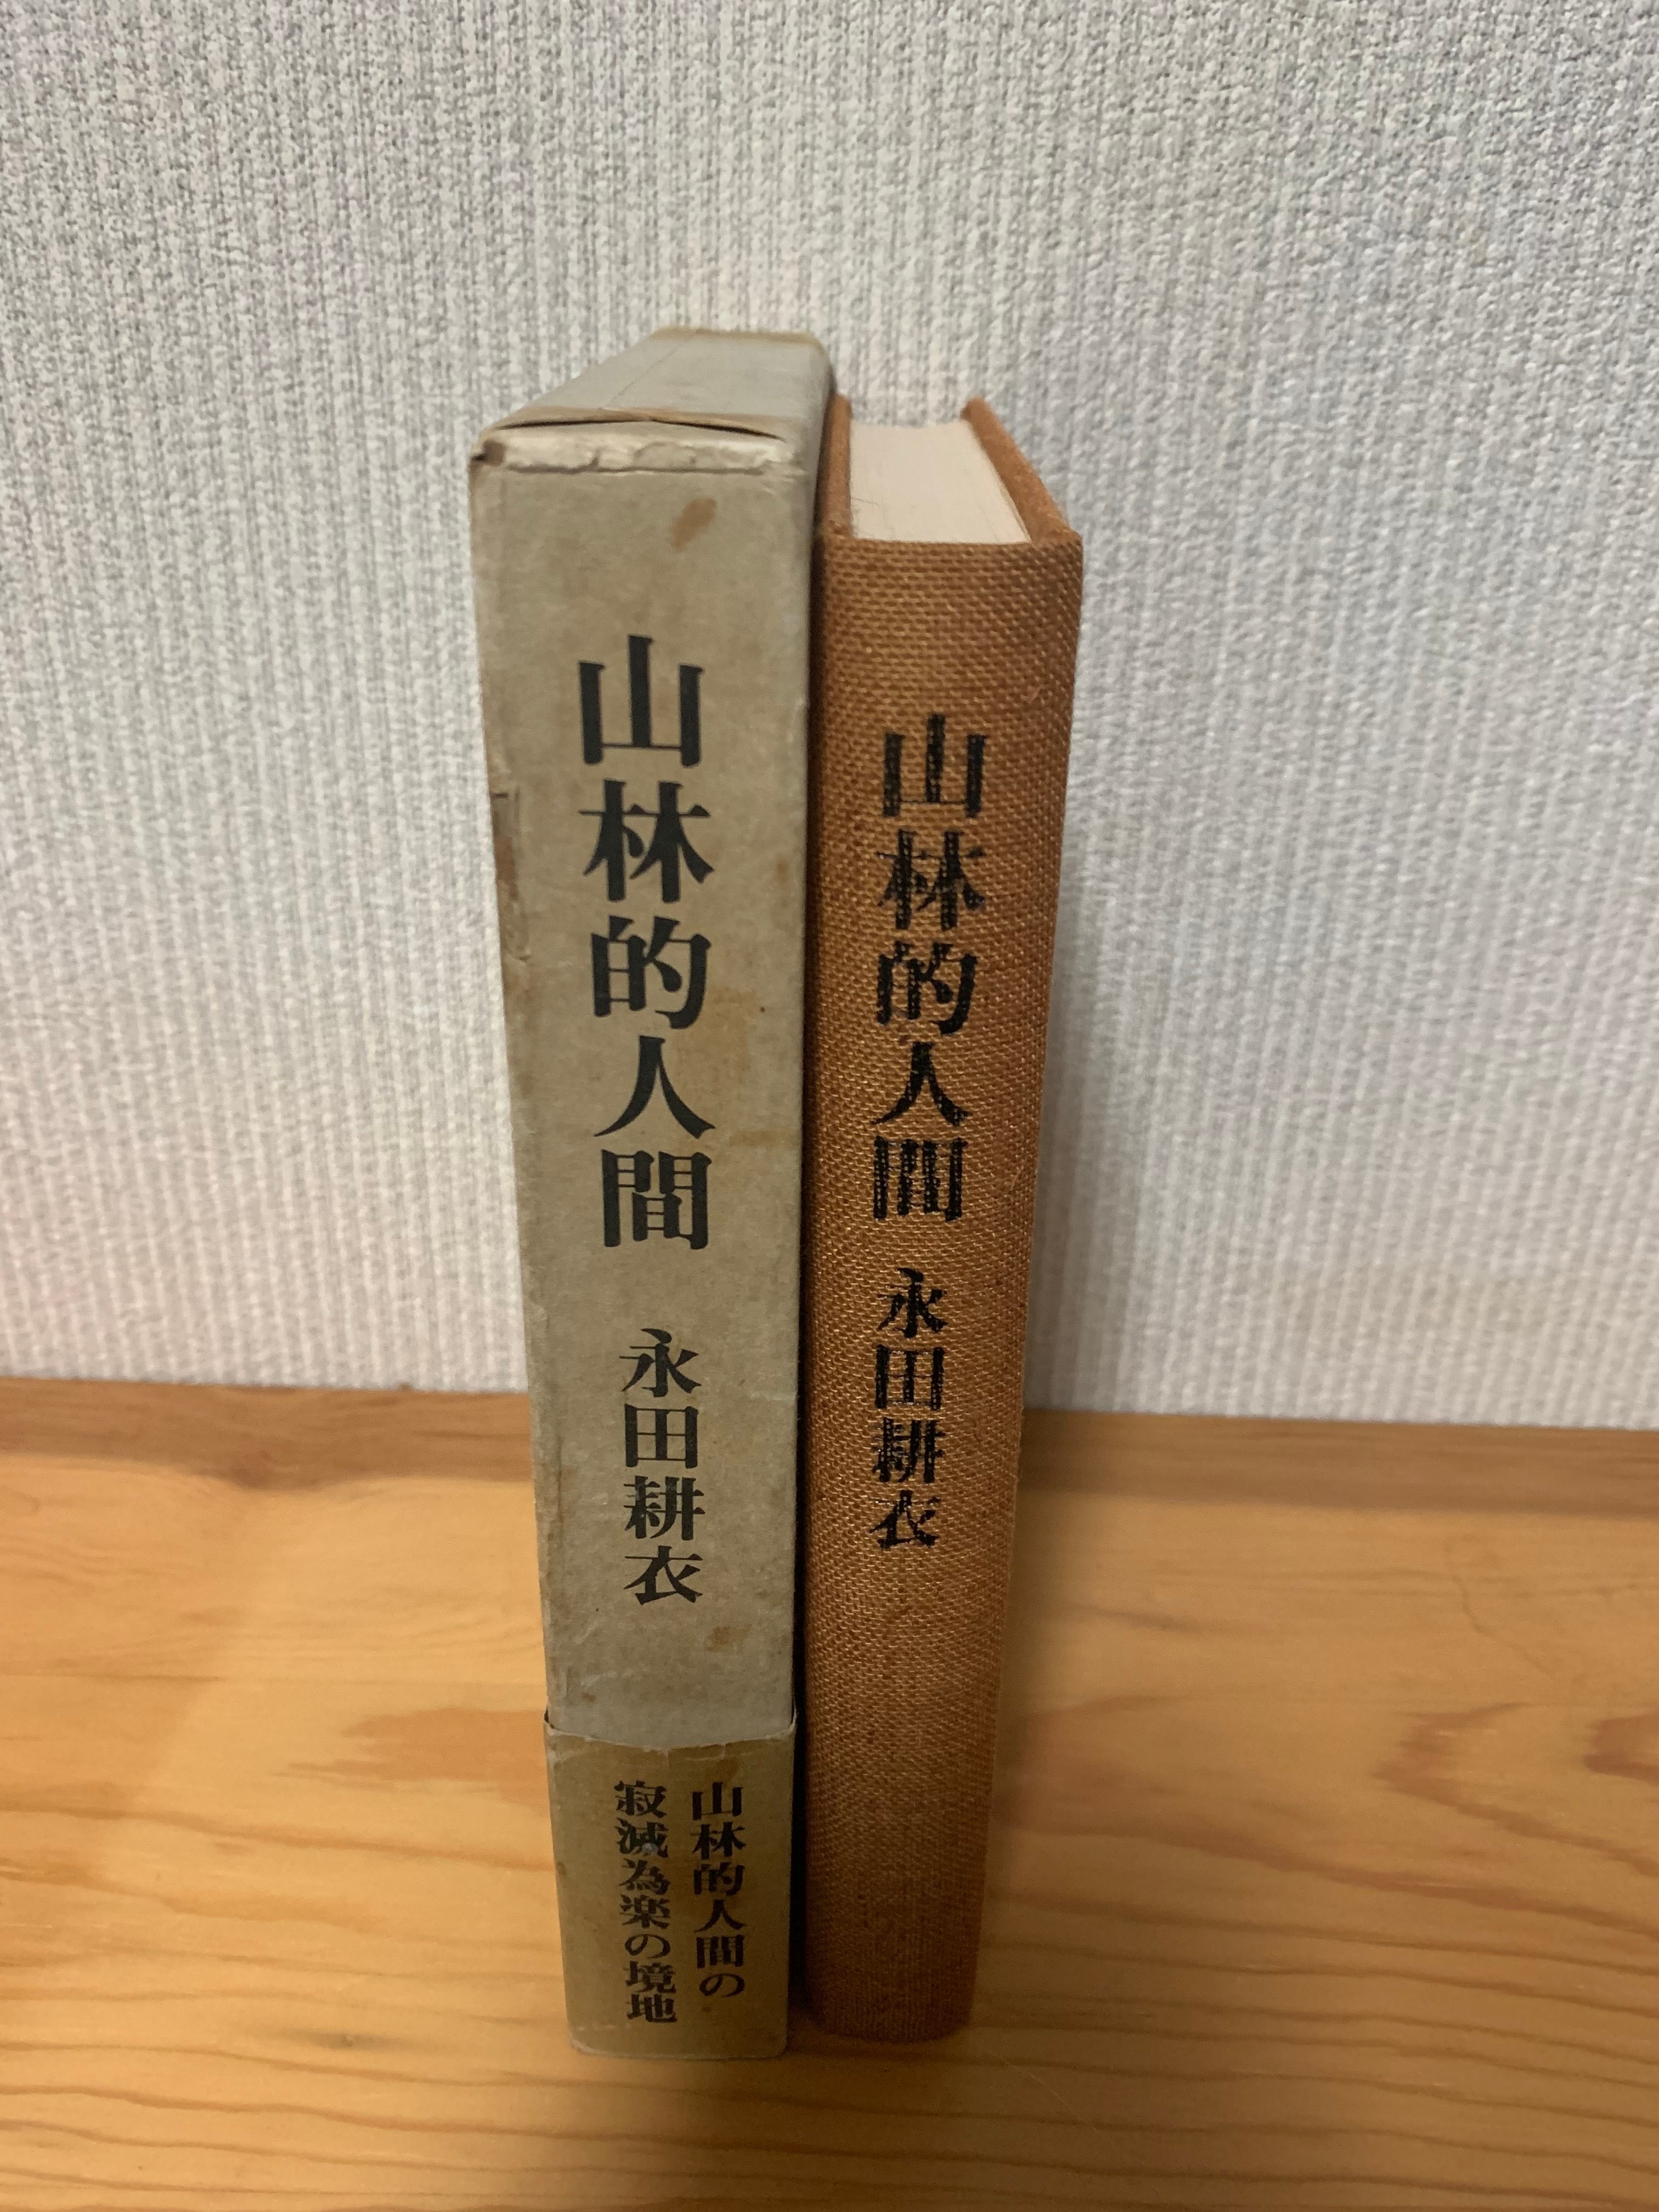 山林的人間
永田耕衣
山林的人間の
寂滅為楽の境地
山林的人間
永田耕衣